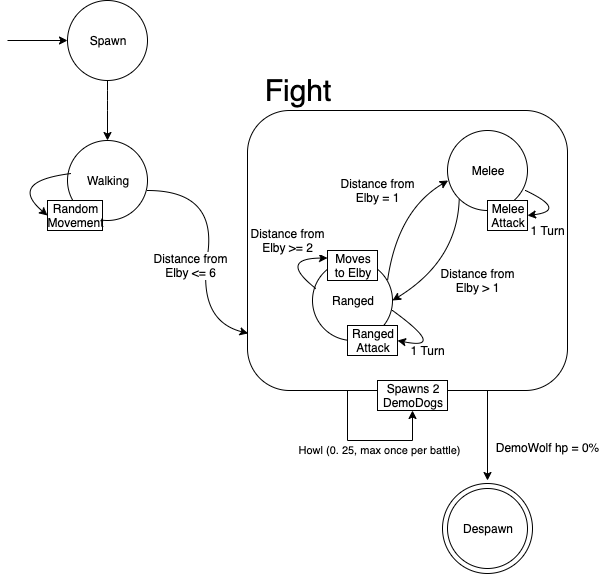 Spawn
Fight
Walking
Random
Movement
Melee
Melee
Attack
1 Turn
Distance from
Elby = 1
Distance from
Elby >= 2
Moves
to Elby
Distance from
Elby <= 6
Distance from
Elby > 1
Ranged
Ranged
Attack
1 Turn
Spawns 2
DemoDogs
Howl (0. 25, max once per battle)
DemoWolf hp = 0%
Despawn